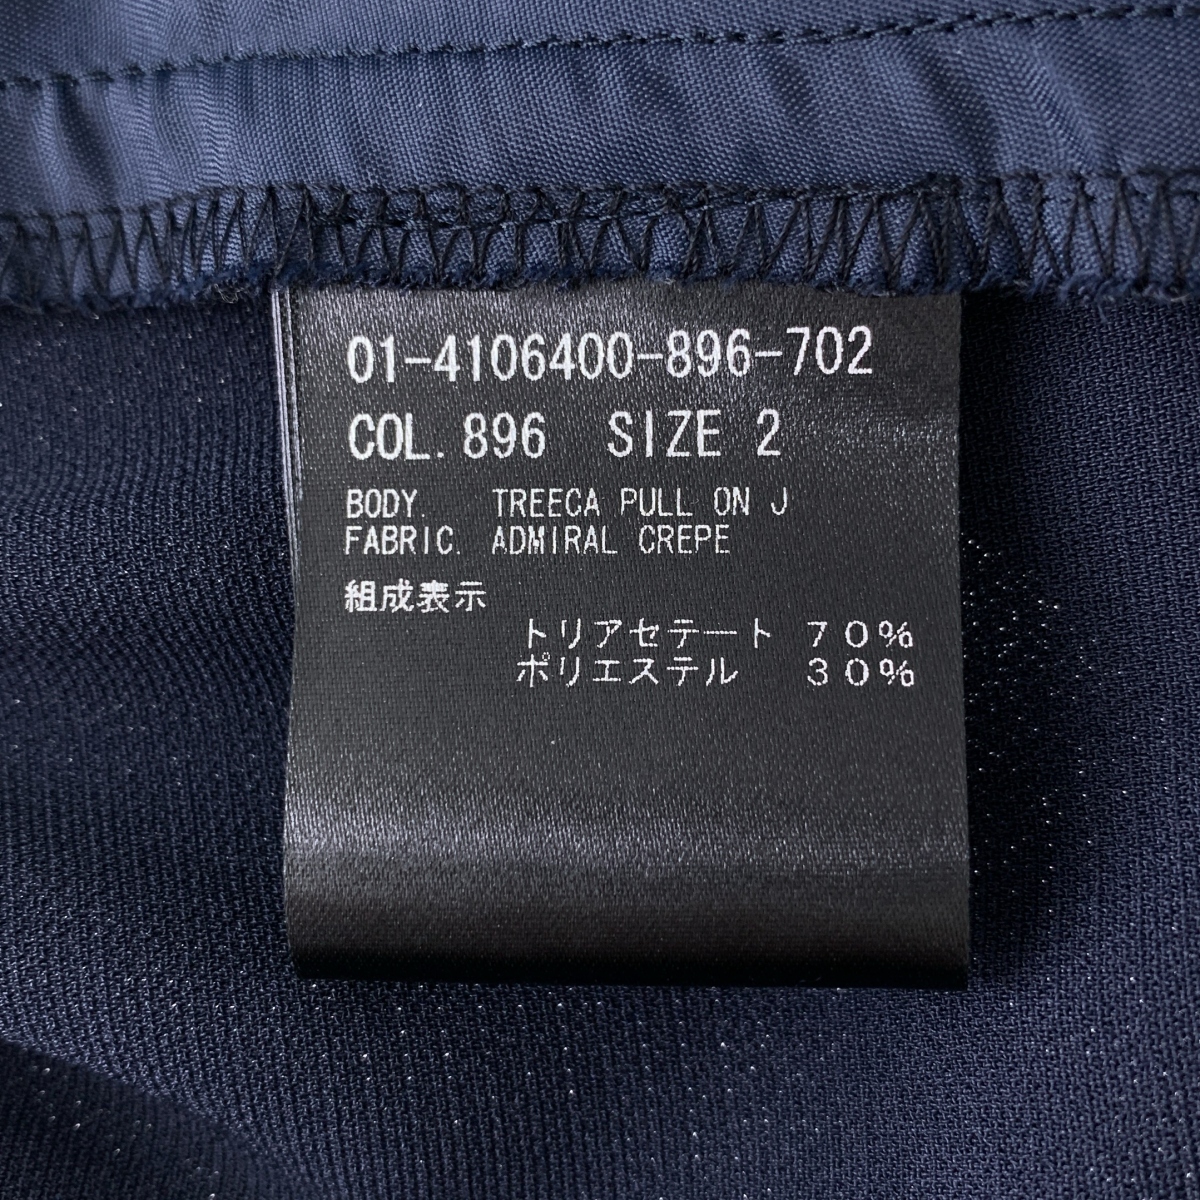 01-4106400-896-702
COL. 896 SIZE 2
BODY. TREECA PULL ON J
FABRIC. ADMIRAL CREPE
組成表示
トリアセテート 70%
ポリエステル 30%